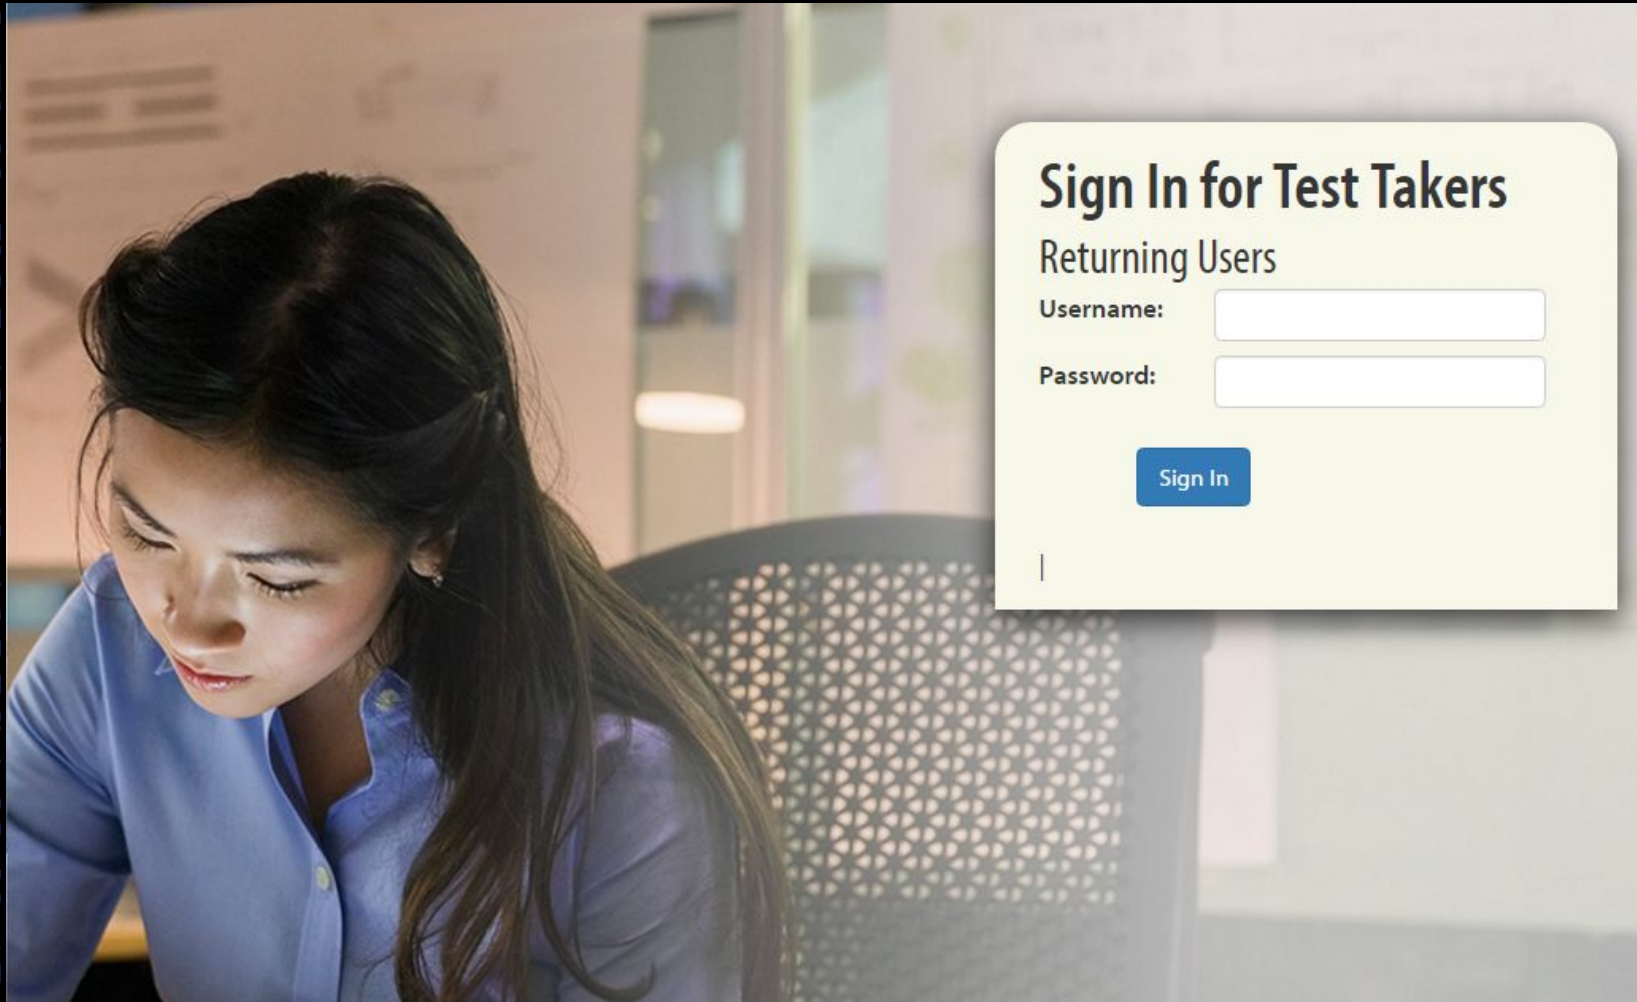 Sign In for Test Takers
Returning Users
Username:
Password:
Sign In
|